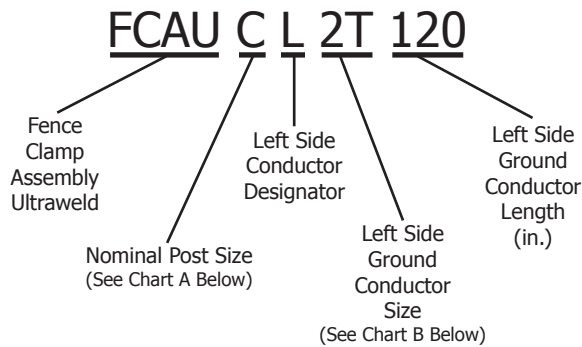 FCAU C L 2T 120
Fence
Clamp
Assembly
Ultraweld
Nominal Post Size
(See Chart A Below)
Left Side
Conductor
Designator
Left Side
Ground
Conductor
Size
(See Chart B Below)
Left Side
Ground
Conductor
Length
(in.)